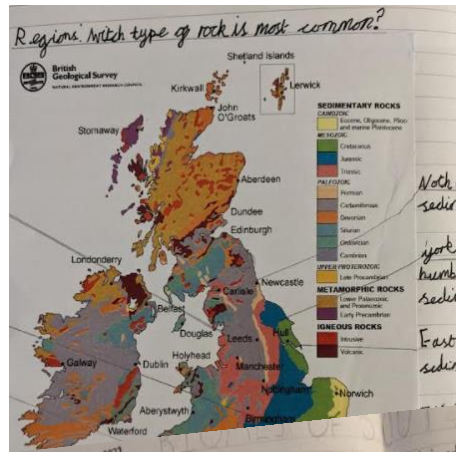 Regions: Witch type of rock is most common?
British
Geological Survey
NATURAL ENVIRONMENT RESEARCH COUNCIL
Shetland Islands
Kirkwall
Lerwick
John
O'Groats
Stornaway
Aberdeen
Dundee
Edinburgh
Londonderry
Newcastle
Carlisle
Belfast
Douglas
Leeds
Hull
Holyhead
Manchester
Galway
Dublin
Nottingham
Norwich
Aberystwyth
Birmingham
Waterford
SEDIMENTARY ROCKS
CAINOZOIC
Eocene, Oligocene, Plio
and marine Pleistocene
MESOZOIC
Cretaceous
Jurassic
Triassic
PALEOZOIC
Permian
Carboniferous
Devonian
Silurian
Ordovician
Cambrian
UPPER PROTEROZOIC
Late Precambrian
METAMORPHIC ROCKS
Lower Palaeozoic
and Proterozoic
Early Precambrian
IGNEOUS ROCKS
Intrusive
Volcanic
Noth
sedim
york
humb
sedi
East
sedim